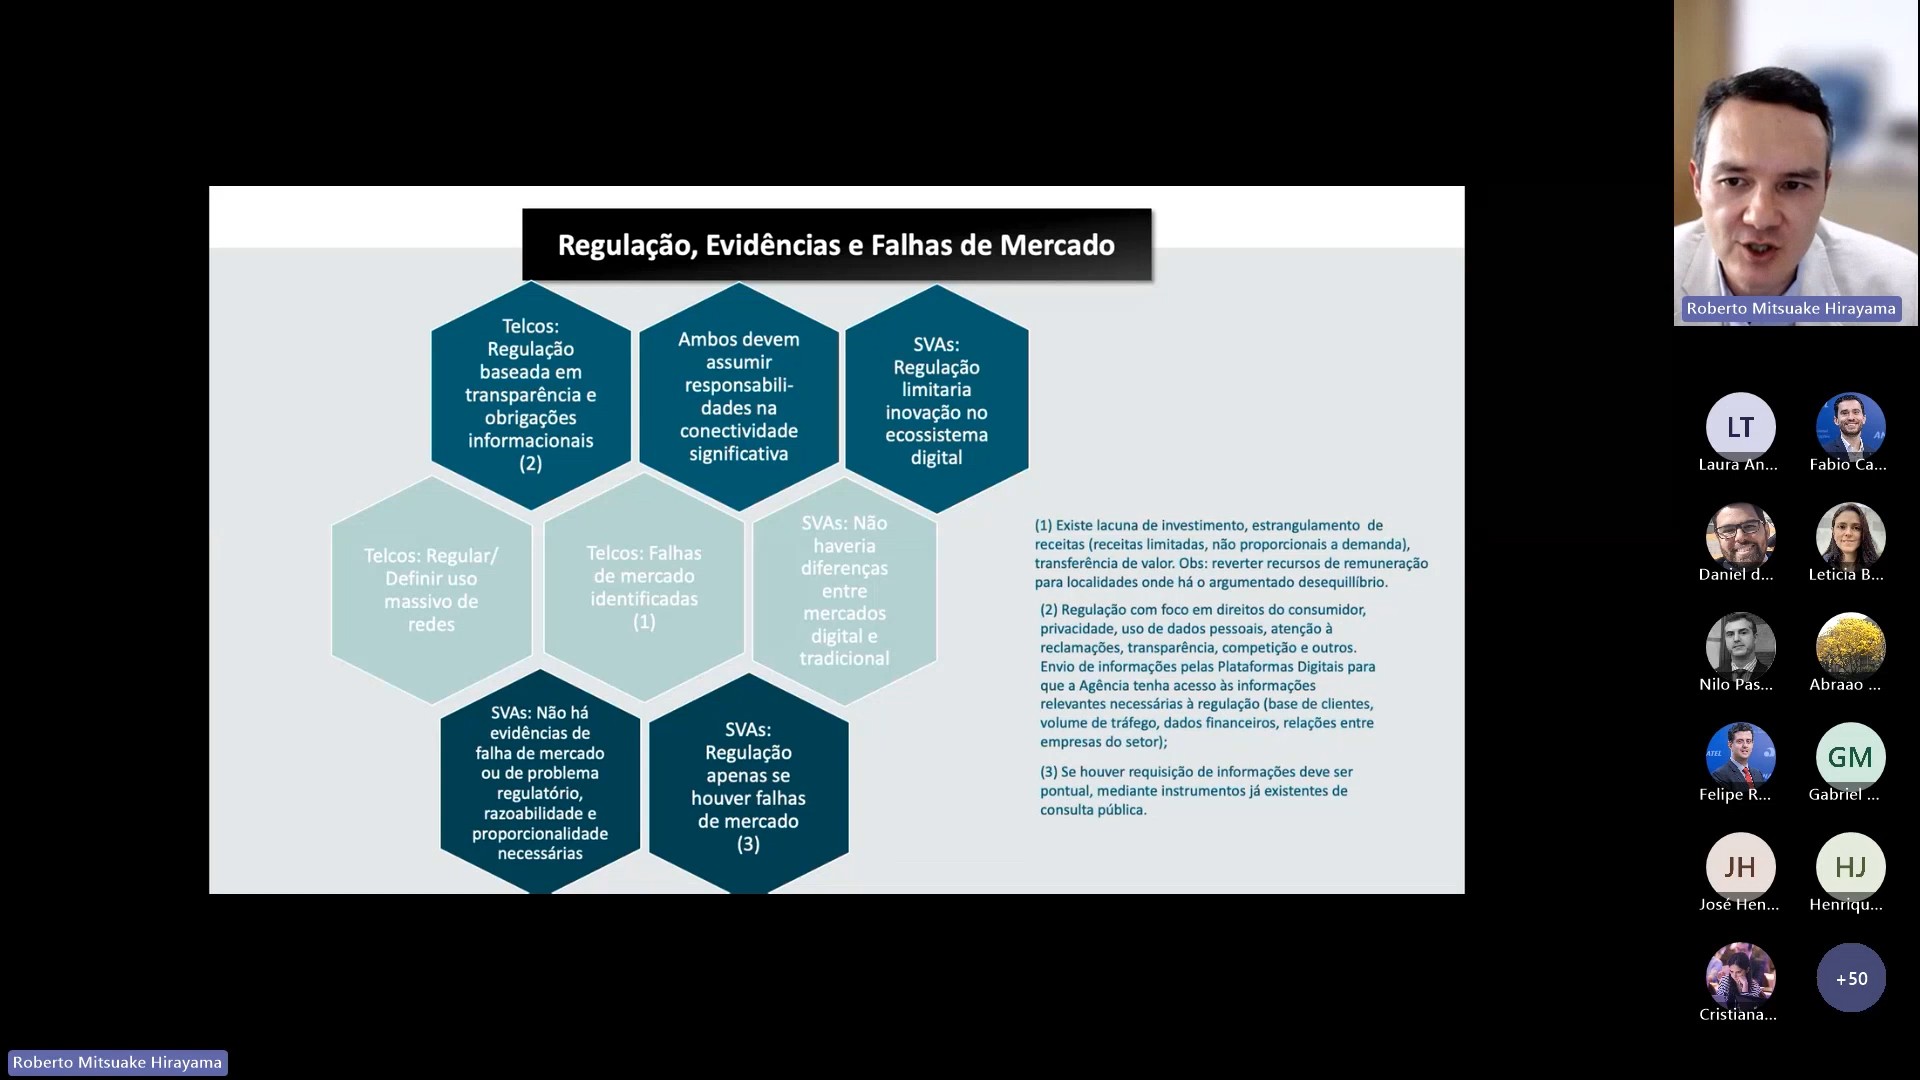 Regulação, Evidências e Falhas de Mercado
Telcos:
Regulação
baseada em
transparência e
obrigações
informacionais
(2)
Ambos devem
assumir
responsabili-
dades na
conectividade
significativa
SVAs:
Regulação
limitaria
inovação no
ecossistema
digital
Telcos: Regular/
Definir uso
massivo de
redes
Telcos: Falhas
de mercado
identificadas
(1)
SVAs: Não
haveria
diferenças
entre
mercados
digital e
tradicional
SVAs: Não há
evidências de
falha de mercado
ou de problema
regulatório,
razoabilidade e
proporcionalidade
necessárias
SVAs:
Regulação
apenas se
houver falhas
de mercado
(3)
(1) Existe lacuna de investimento, estrangulamento de
receitas (receitas limitadas, não proporcionais a demanda),
transferência de valor. Obs: reverter recursos de remuneração
para localidades onde há o argumentado desequillíbrio.
(2) Regulação com foco em direitos do consumidor,
privacidade, uso de dados pessoais, atenção à
reclamações, transparência, competição e outros.
Envio de informações pelas Plataformas Digitais para
que a Agência tenha acesso às informações
relevantes necessárias à regulação (base de clientes,
volume de tráfego, dados financeiros, relações entre
empresas do setor);
(3) Se houver requisição de informações deve ser
pontual, mediante instrumentos já existentes de
consulta pública.
Roberto Mitsuake Hirayama
LT
Laura An...
Fabio Ca...
Daniel d...
Leticia B...
Nilo Pas...
Abraao ...
Felipe R...
GM
Gabriel ...
JH
José Hen...
HJ
Henriqu...
Cristiana...
+50
Roberto Mitsuake Hirayama